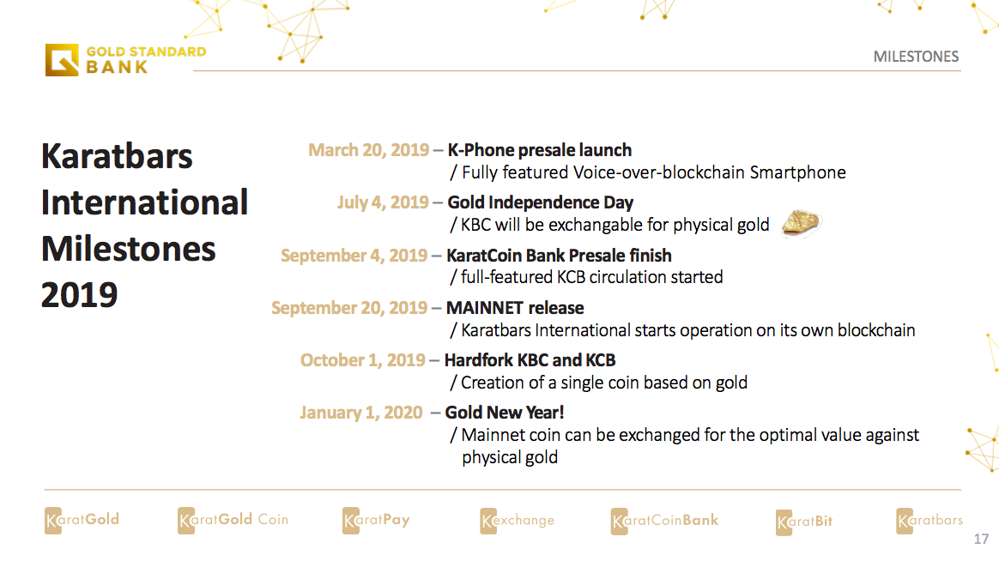 GOLD STANDARD
BANK
MILESTONES
Karatbars
International
Milestones
2019
March 20, 2019 – K-Phone presale launch
/ Fully featured Voice-over-blockchain Smartphone
July 4, 2019 – Gold Independence Day
/ KBC will be exchangable for physical gold
September 4, 2019 – KaratCoin Bank Presale finish
/ full-featured KCB circulation started
September 20, 2019 – MAINNET release
/ Karatbars International starts operation on its own blockchain
October 1, 2019 – Hardfork KBC and KCB
/ Creation of a single coin based on gold
January 1, 2020 – Gold New Year!
/ Mainnet coin can be exchanged for the optimal value against
physical gold
KaratGold KaratGold Coin KaratPay Kexchange KaratCoinBank KaratBit Karatbars
17